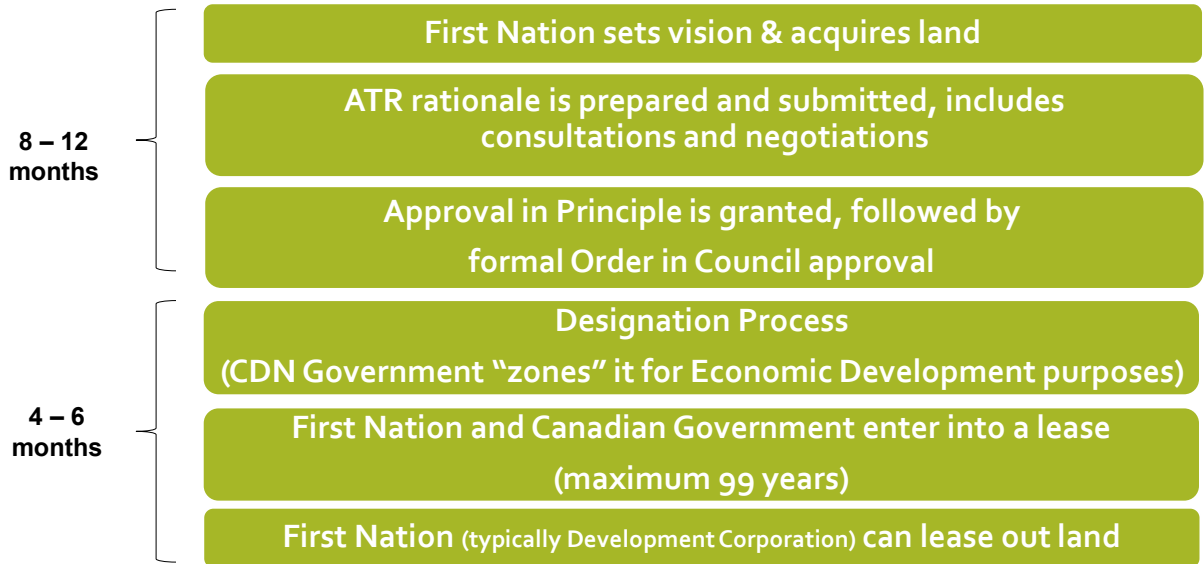 First Nation sets vision & acquires land
ATR rationale is prepared and submitted, includes
consultations and negotiations
8 – 12
months
Approval in Principle is granted, followed by
formal Order in Council approval
Designation Process
(CDN Government “zones” it for Economic Development purposes)
4 – 6
months
First Nation and Canadian Government enter into a lease
(maximum 99 years)
First Nation (typically Development Corporation) can lease out land